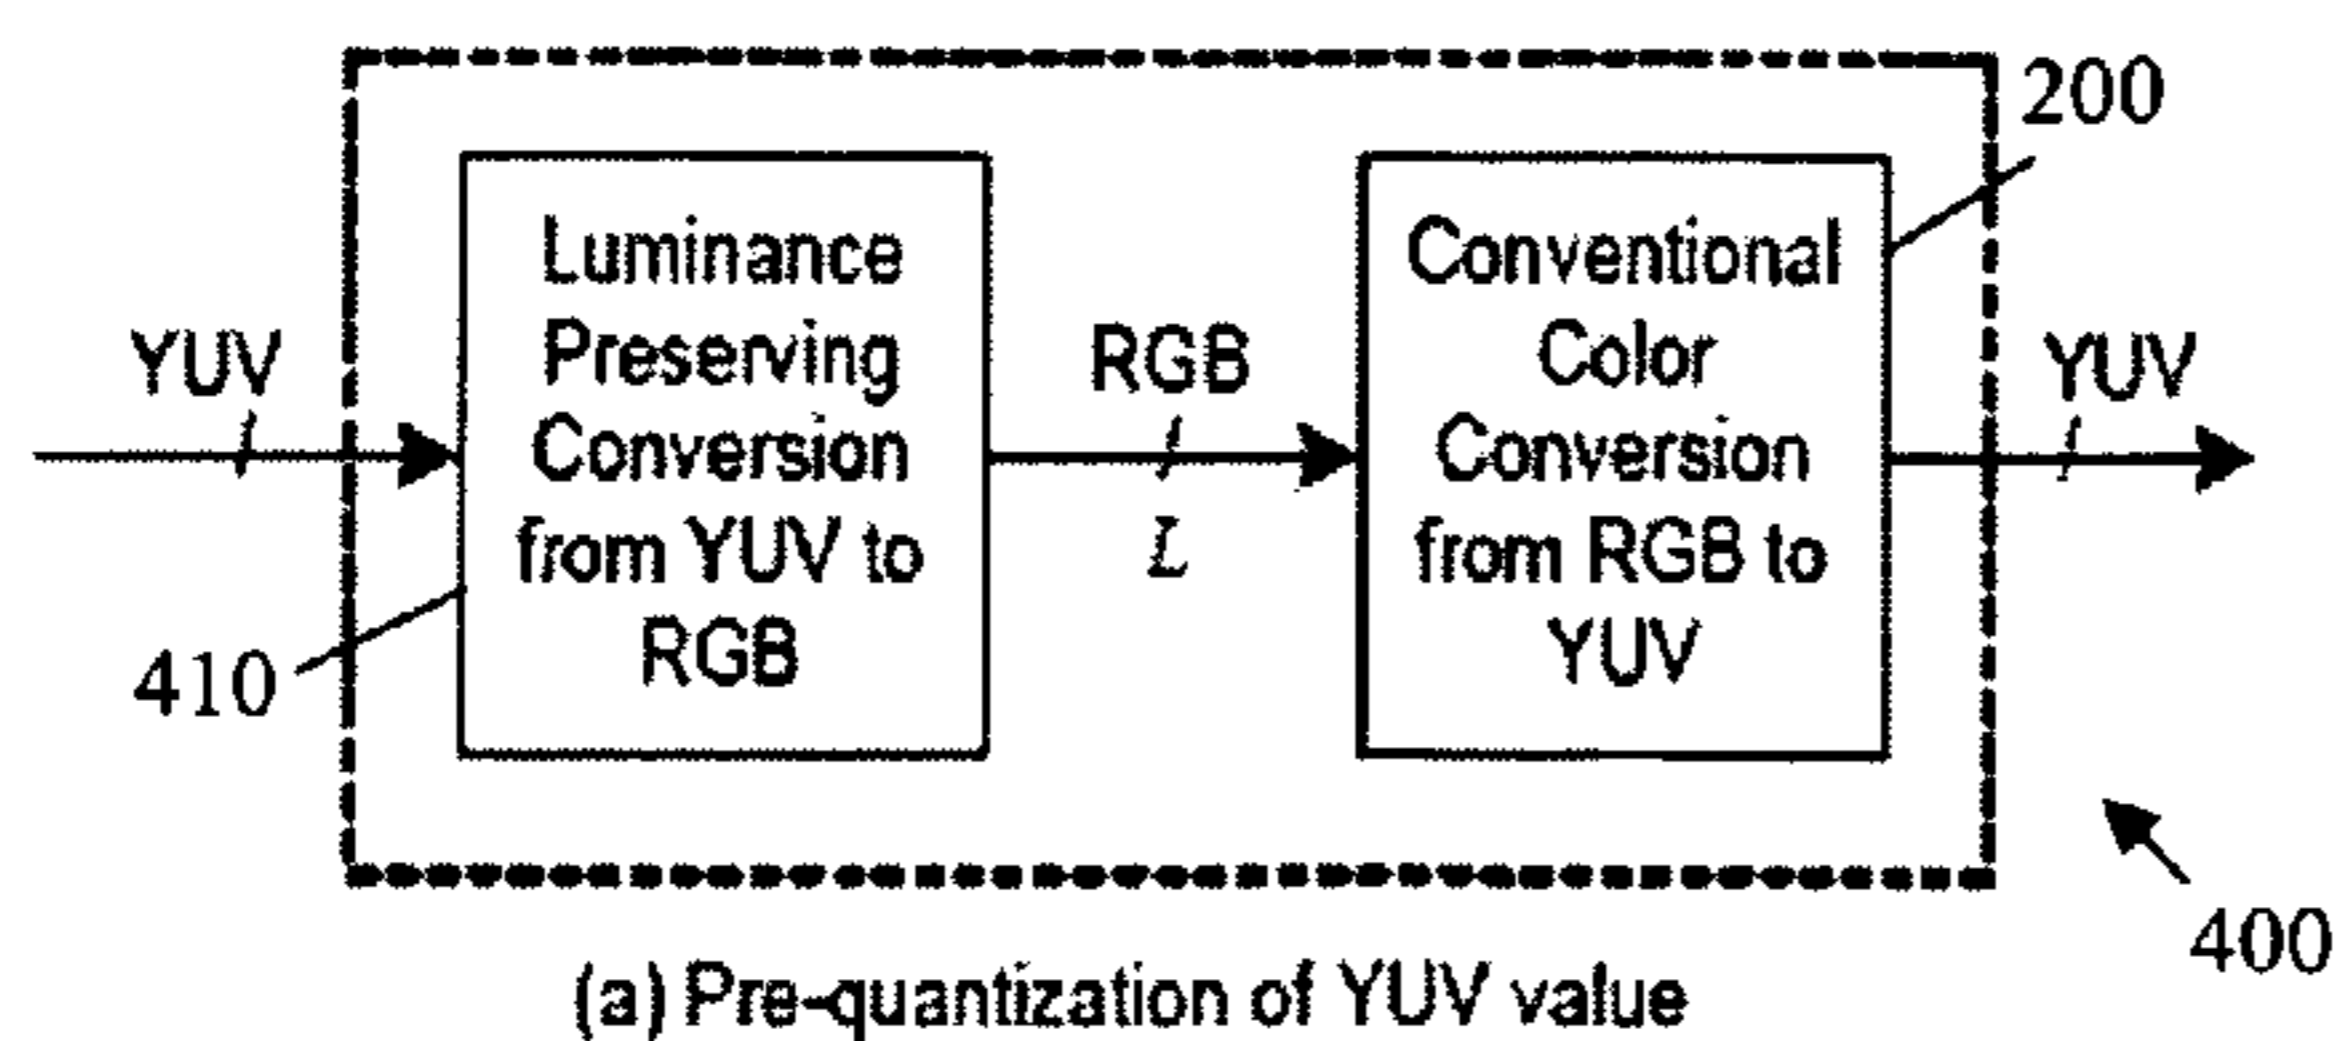 200
Luminance
Preserving
Conversion
from YUV to
RGB
Conventional
Color
Conversion
from RGB to
YUV
YUV
RGB
YUV
L
410
400
(a) Pre-quantization of YUV value